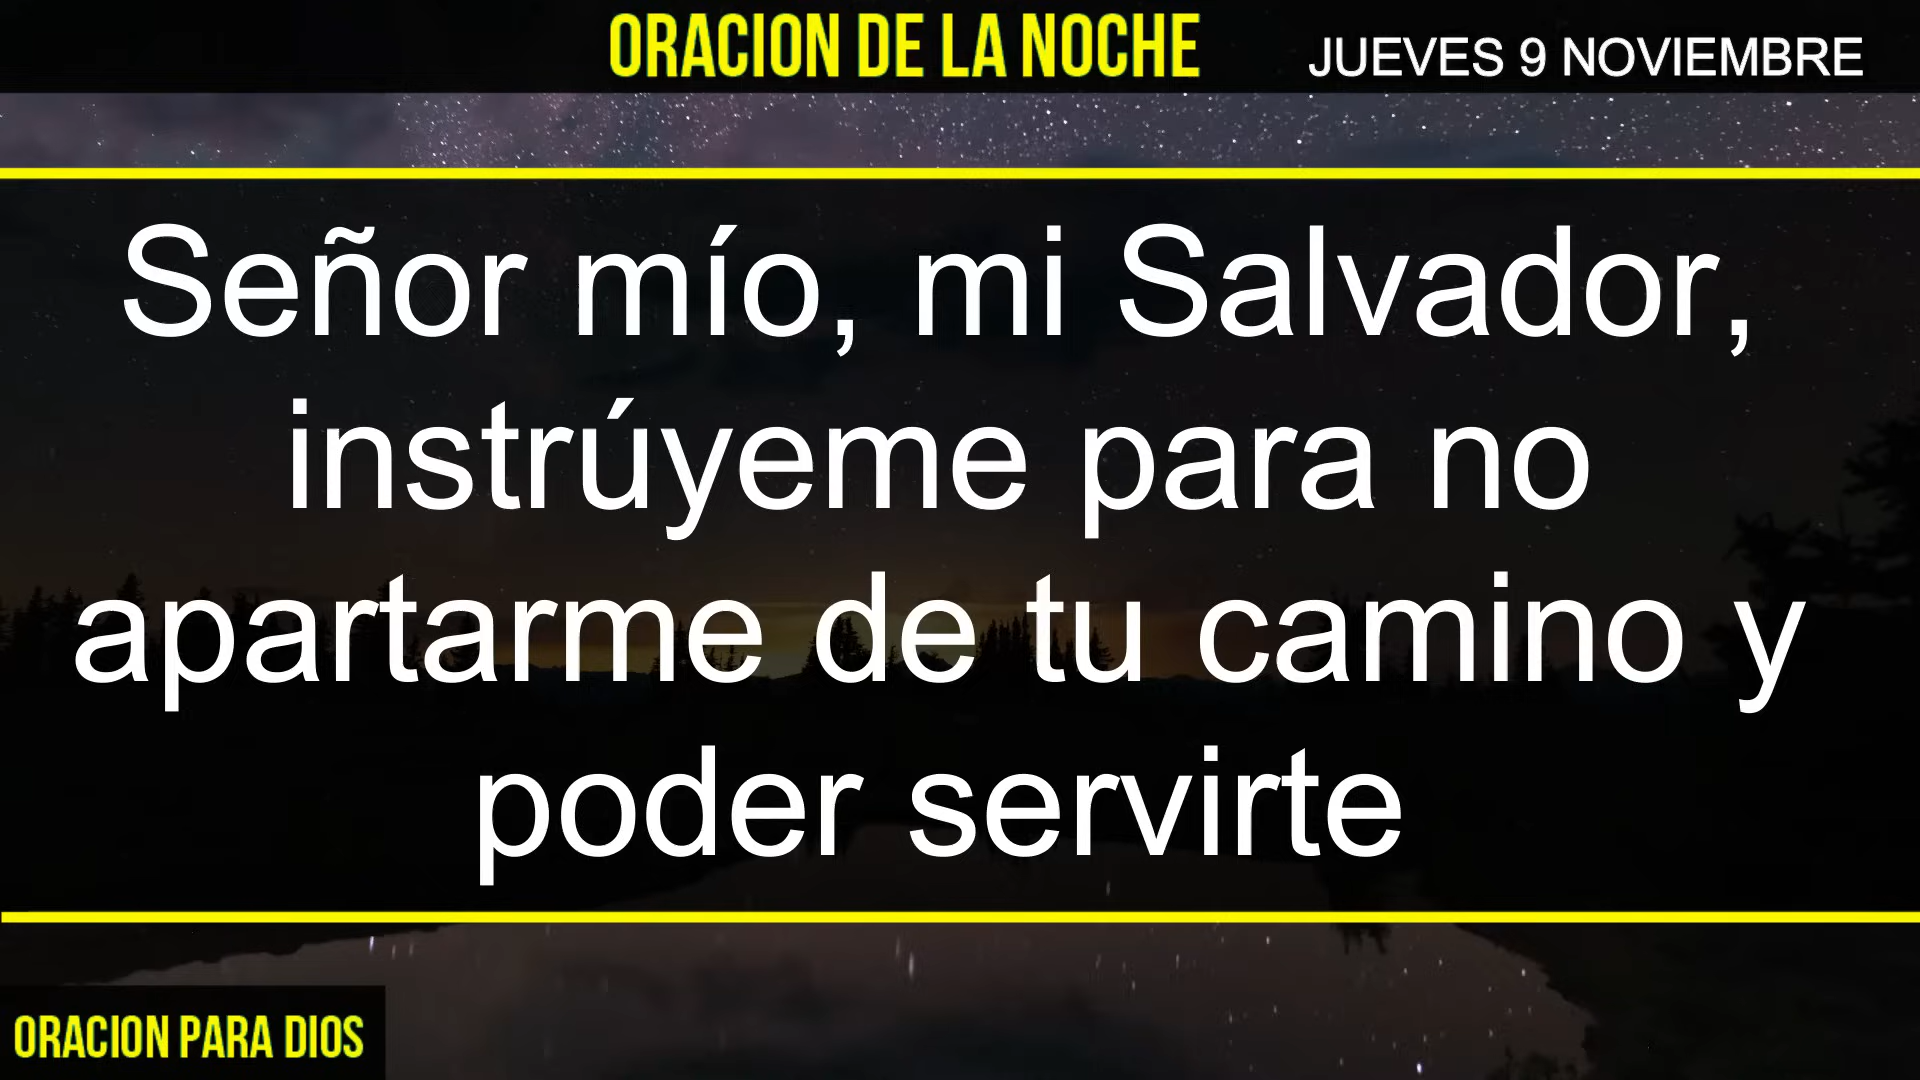 ORACION DE LA NOCHE
JUEVES 9 NOVIEMBRE
Señor mío, mi Salvador,
instrúyeme para no
apartarme de tu camino y
poder servirte
ORACION PARA DIOS